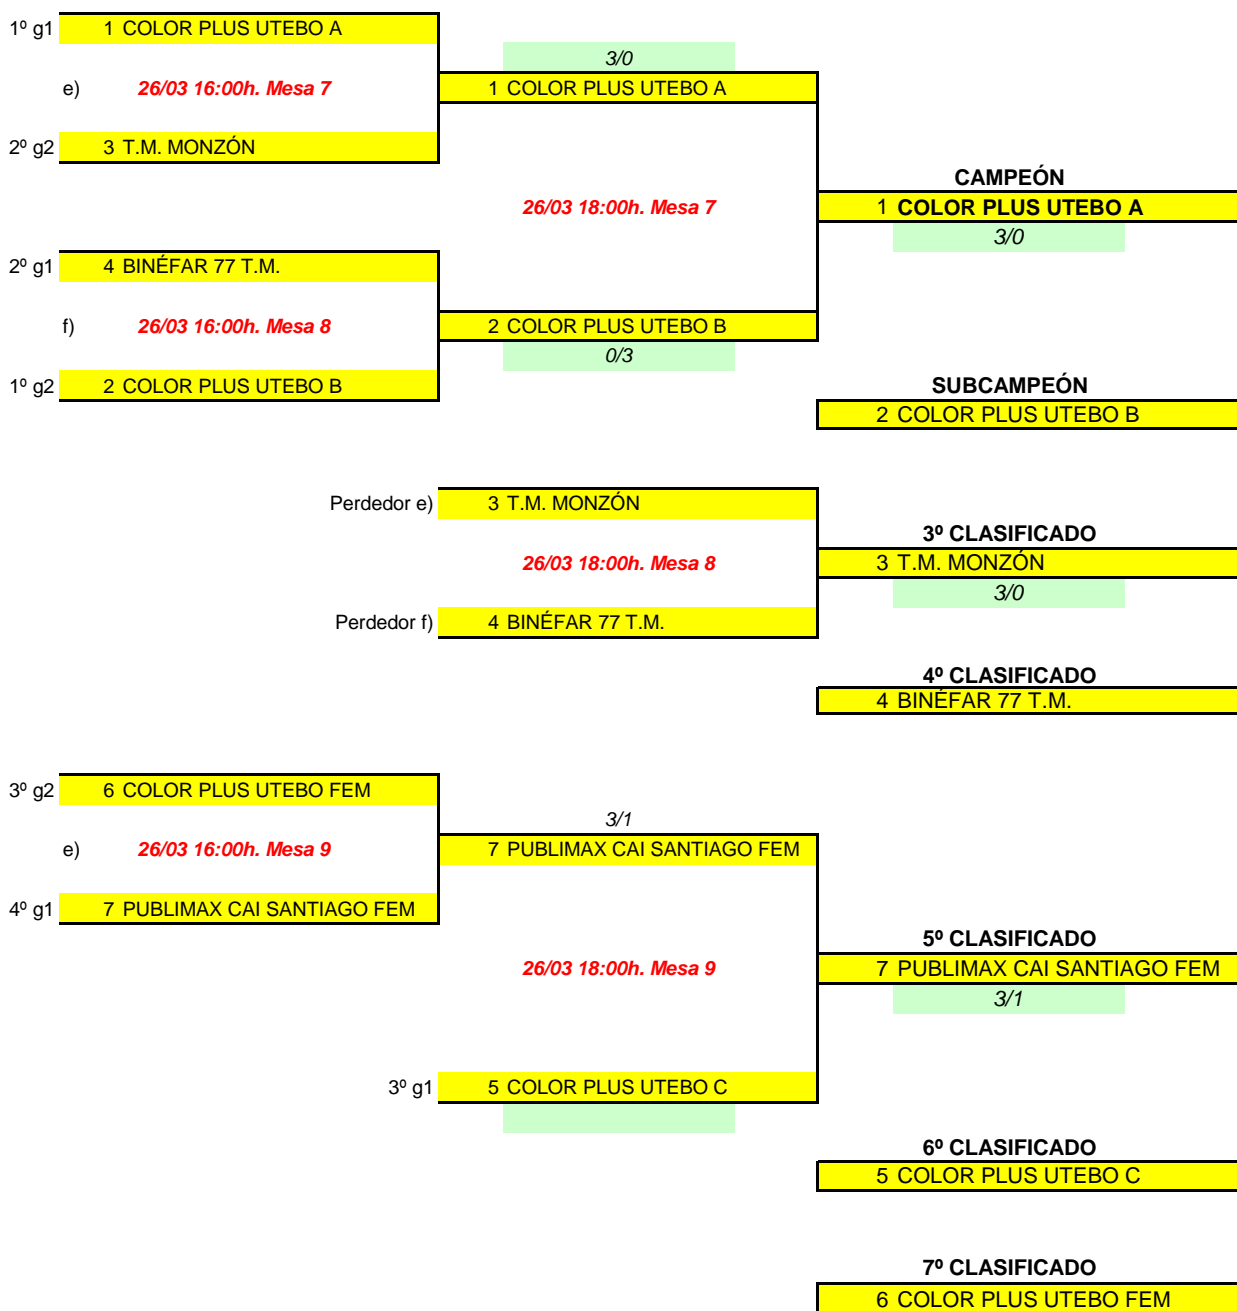 1º g1 1 COLOR PLUS UTEBO A
3/0
e) 26/03 16:00h. Mesa 7 1 COLOR PLUS UTEBO A
2º g2 3 T.M. MONZÓN
CAMPEÓN
26/03 18:00h. Mesa 7 1 COLOR PLUS UTEBO A
3/0
2º g1 4 BINÉFAR 77 T.M.
f) 26/03 16:00h. Mesa 8 2 COLOR PLUS UTEBO B
0/3
1º g2 2 COLOR PLUS UTEBO B SUBCAMPEÓN
2 COLOR PLUS UTEBO B
Perdedor e) 3 T.M. MONZÓN
3º CLASIFICADO
26/03 18:00h. Mesa 8 3 T.M. MONZÓN
3/0
Perdedor f) 4 BINÉFAR 77 T.M.
4º CLASIFICADO
4 BINÉFAR 77 T.M.
3º g2 6 COLOR PLUS UTEBO FEM
3/1
e) 26/03 16:00h. Mesa 9 7 PUBLIMAX CAI SANTIAGO FEM
4º g1 7 PUBLIMAX CAI SANTIAGO FEM
5º CLASIFICADO
26/03 18:00h. Mesa 9 7 PUBLIMAX CAI SANTIAGO FEM
3/1
3º g1 5 COLOR PLUS UTEBO C
6º CLASIFICADO
5 COLOR PLUS UTEBO C
7º CLASIFICADO
6 COLOR PLUS UTEBO FEM